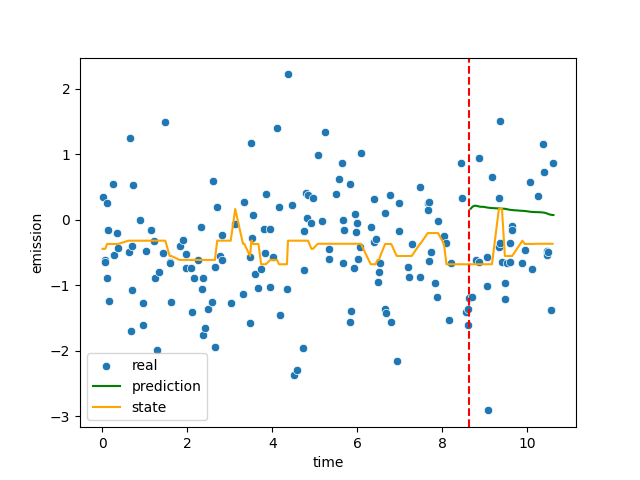 2
1
0
−1
−2
−3
emission
real
prediction
state
0 2 4 6 8 10
time